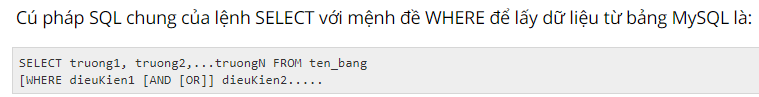 Cú pháp SQL chung của lệnh SELECT với mệnh đề WHERE để lấy dữ liệu từ bảng MySQL là:
SELECT truong1, truong2,...truongN FROM ten_bang
[WHERE dieuKien1 [AND [OR]] dieuKien2.....